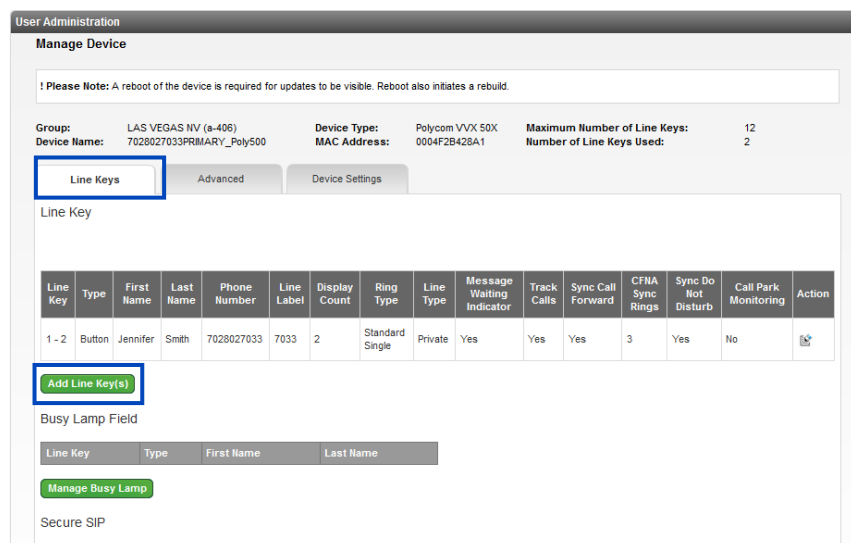 User Administration
Manage Device
! Please Note: A reboot of the device is required for updates to be visible. Reboot also initiates a rebuild.
Group: LAS VEGAS NV (a-406) Device Type: Polycom VVX 50X Maximum Number of Line Keys: 12
Device Name: 7028027033PRIMARY_Poly500 MAC Address: 0004F2B428A1 Number of Line Keys Used: 2
Line Keys Advanced Device Settings
Line Key
Line Key Type First Name Last Name Phone Number Line Label Display Count Ring Type Line Type Message Waiting Indicator Track Calls Sync Call Forward CFNA Sync Rings Sync Do Not Disturb Call Park Monitoring Action
1 - 2 Button Jennifer Smith 7028027033 7033 2 Standard Single Private Yes Yes Yes 3 Yes No
Add Line Key(s)
Busy Lamp Field
Line Key Type First Name Last Name
Manage Busy Lamp
Secure SIP